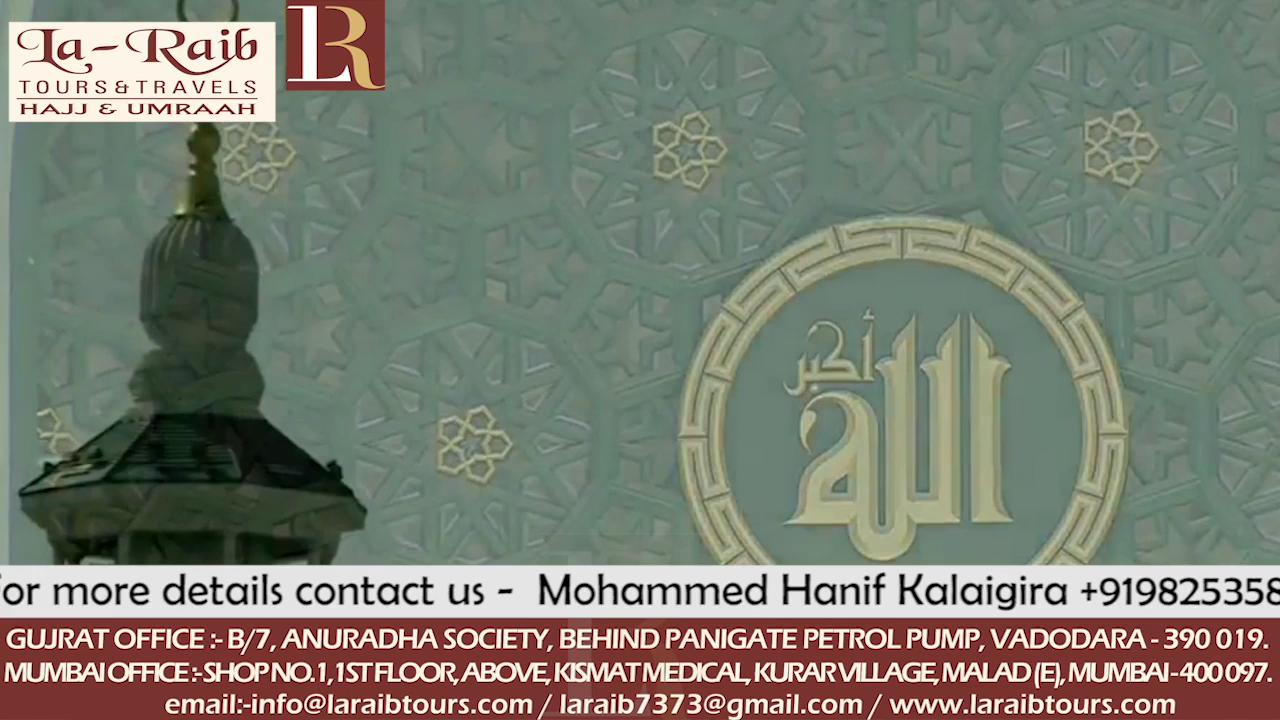 La-Raib
TOURS & TRAVELS
HAJJ & UMRAAH
LR
الله أكبر
for more details contact us - Mohammed Hanif Kalaigira +919825358
GUJRAT OFFICE :- B/7, ANURADHA SOCIETY, BEHIND PANIGATE PETROL PUMP, VADODARA - 390 019.
MUMBAI OFFICE :- SHOP NO. 1, 1ST FLOOR, ABOVE, KISMAT MEDICAL, KURAR VILLAGE, MALAD (E), MUMBAI - 400 097.
email:-info@laraibtours.com / laraib7373@gmail.com / www.laraibtours.com